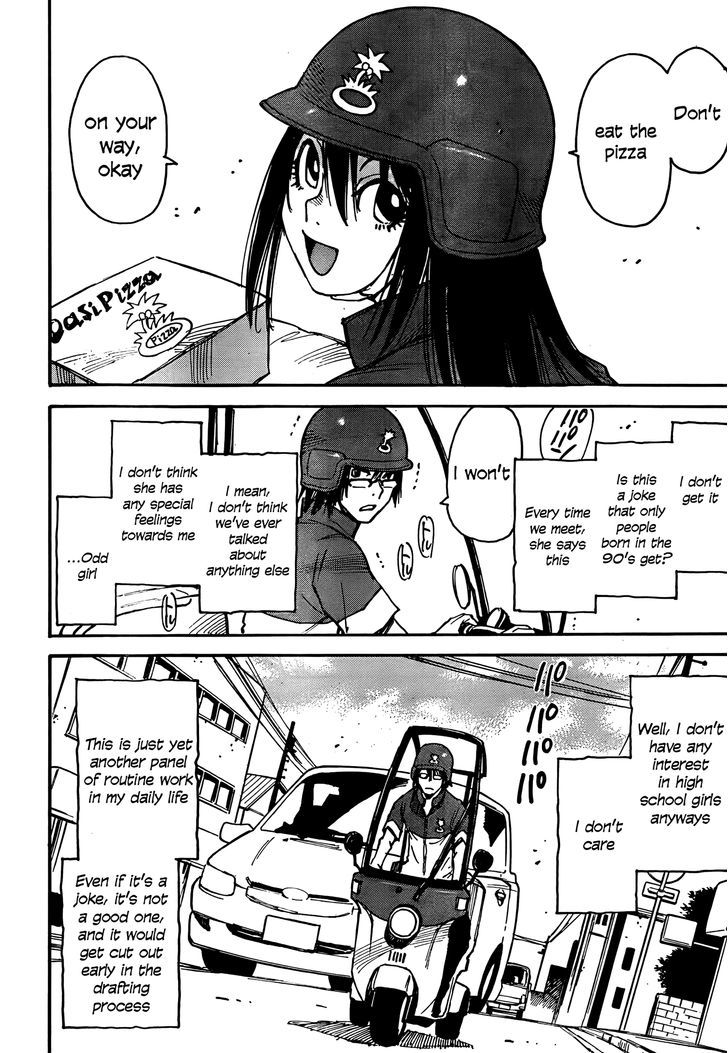 Don't
eat the
pizza
on your
way,
okay
OasiPizza
Pizza
I don't
get it
Is this
a joke
that only
people
born in the
90's get?
Every time
we meet,
she says
this
I won't
I mean,
I don't think
we've ever
talked
about
anything else
I don't think
she has
any special
feelings
towards me
...Odd
girl
Well, I don't
have any
interest
in high
school girls
anyways
I don't
care
This is just yet
another panel
of routine work
in my daily life
Even if it's a
joke, it's not
a good one,
and it would
get cut out
early in the
drafting
process